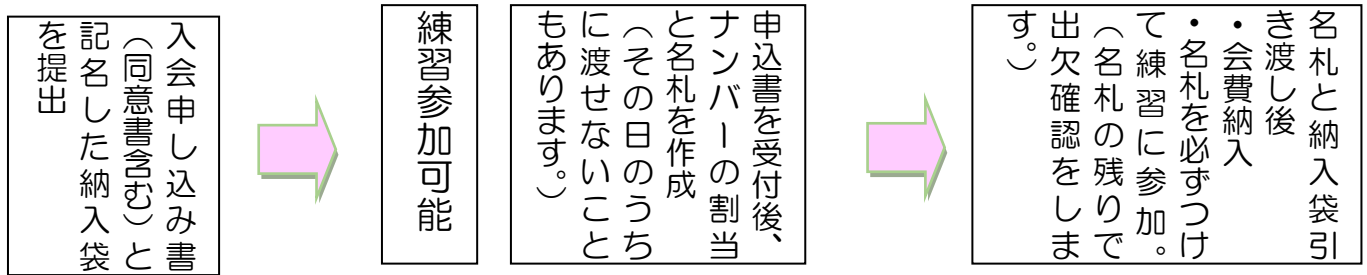 入会申し込み書
（同意書含む）と
記名した納入袋
を提出
練習参加可能
申込書を受付後、
ナンバーの割当
と名札を作成
（その日のうち
に渡せないこと
もあります。）
名札と納入袋引
き渡し後
・会費納入
・名札を必ずつけ
て練習に参加。
（名札の残りで
出欠確認をしま
す。）